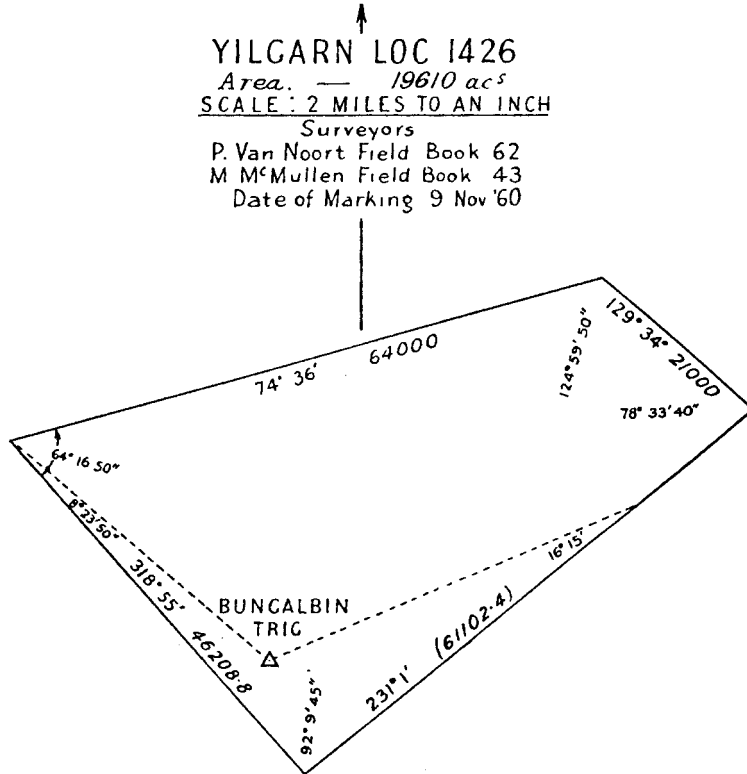 YILGARN LOC 1426
Area. — 19610 acs
SCALE : 2 MILES TO AN INCH
Surveyors
P. Van Noort Field Book 62
M McMullen Field Book 43
Date of Marking 9 Nov '60
129° 34° 21000
124° 59' 50"
74° 36' 64000
78° 33' 40"
64° 16 50"
8° 23' 50"
16° 15'
318° 55' 46208·8
BUNGALBIN
TRIG
231° 1' (61102·4)
92° 9' 45"